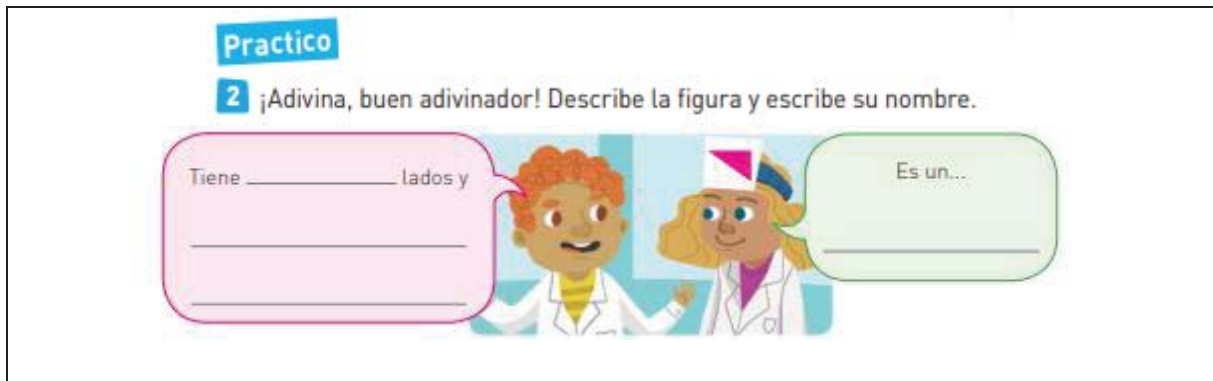 Practico
2 ¡Adivina, buen adivinador! Describe la figura y escribe su nombre.
Tiene ____________ lados y
Es un...